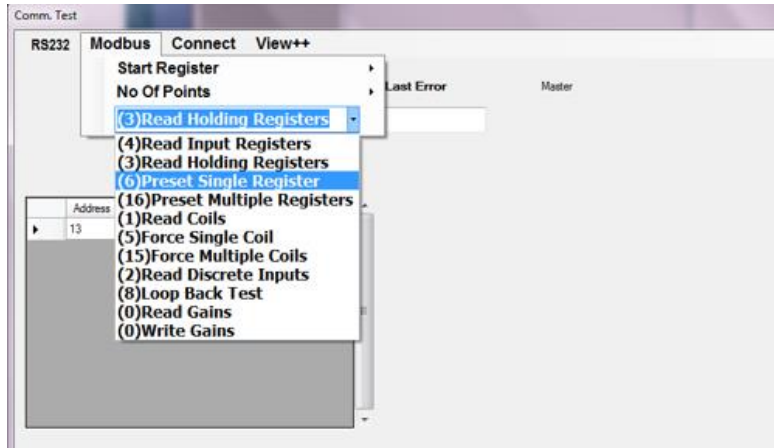 Comm. Test
RS232 Modbus Connect View++
Start Register
No Of Points
Last Error Master
(3)Read Holding Registers
(4)Read Input Registers
(3)Read Holding Registers
(6)Preset Single Register
(16)Preset Multiple Registers
(1)Read Coils
(5)Force Single Coil
(15)Force Multiple Coils
(2)Read Discrete Inputs
(8)Loop Back Test
(0)Read Gains
(0)Write Gains
Address
13